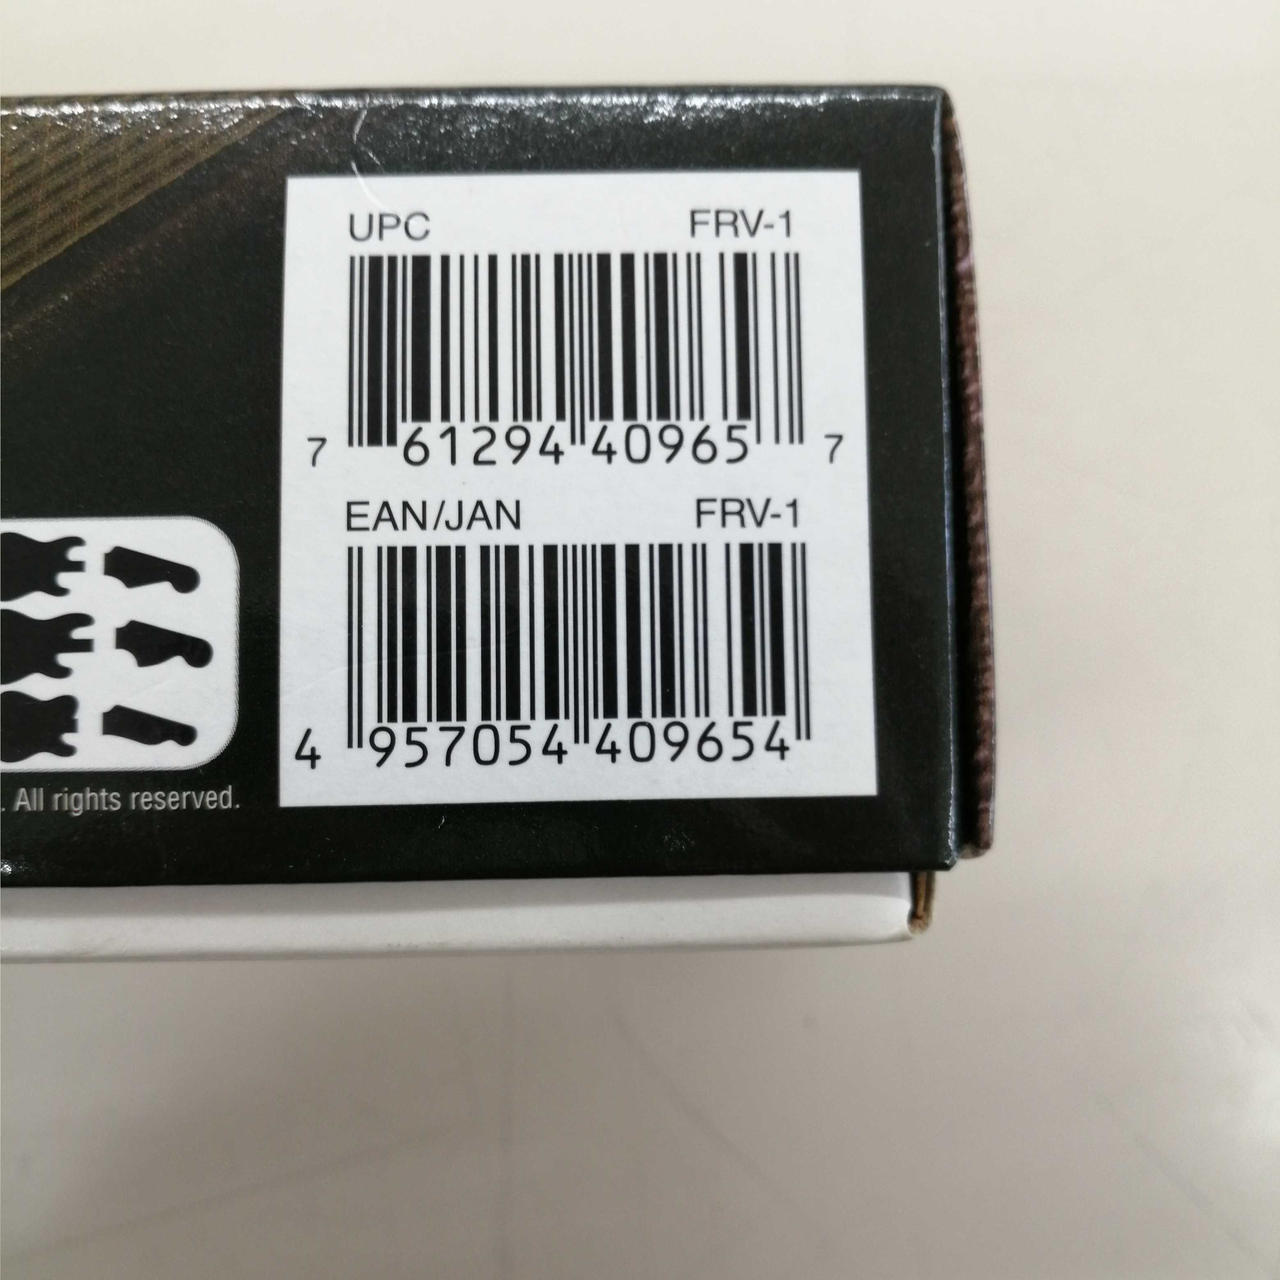 UPC FRV-1
7 61294 40965 7
EAN/JAN FRV-1
4 957054 409654
. All rights reserved.